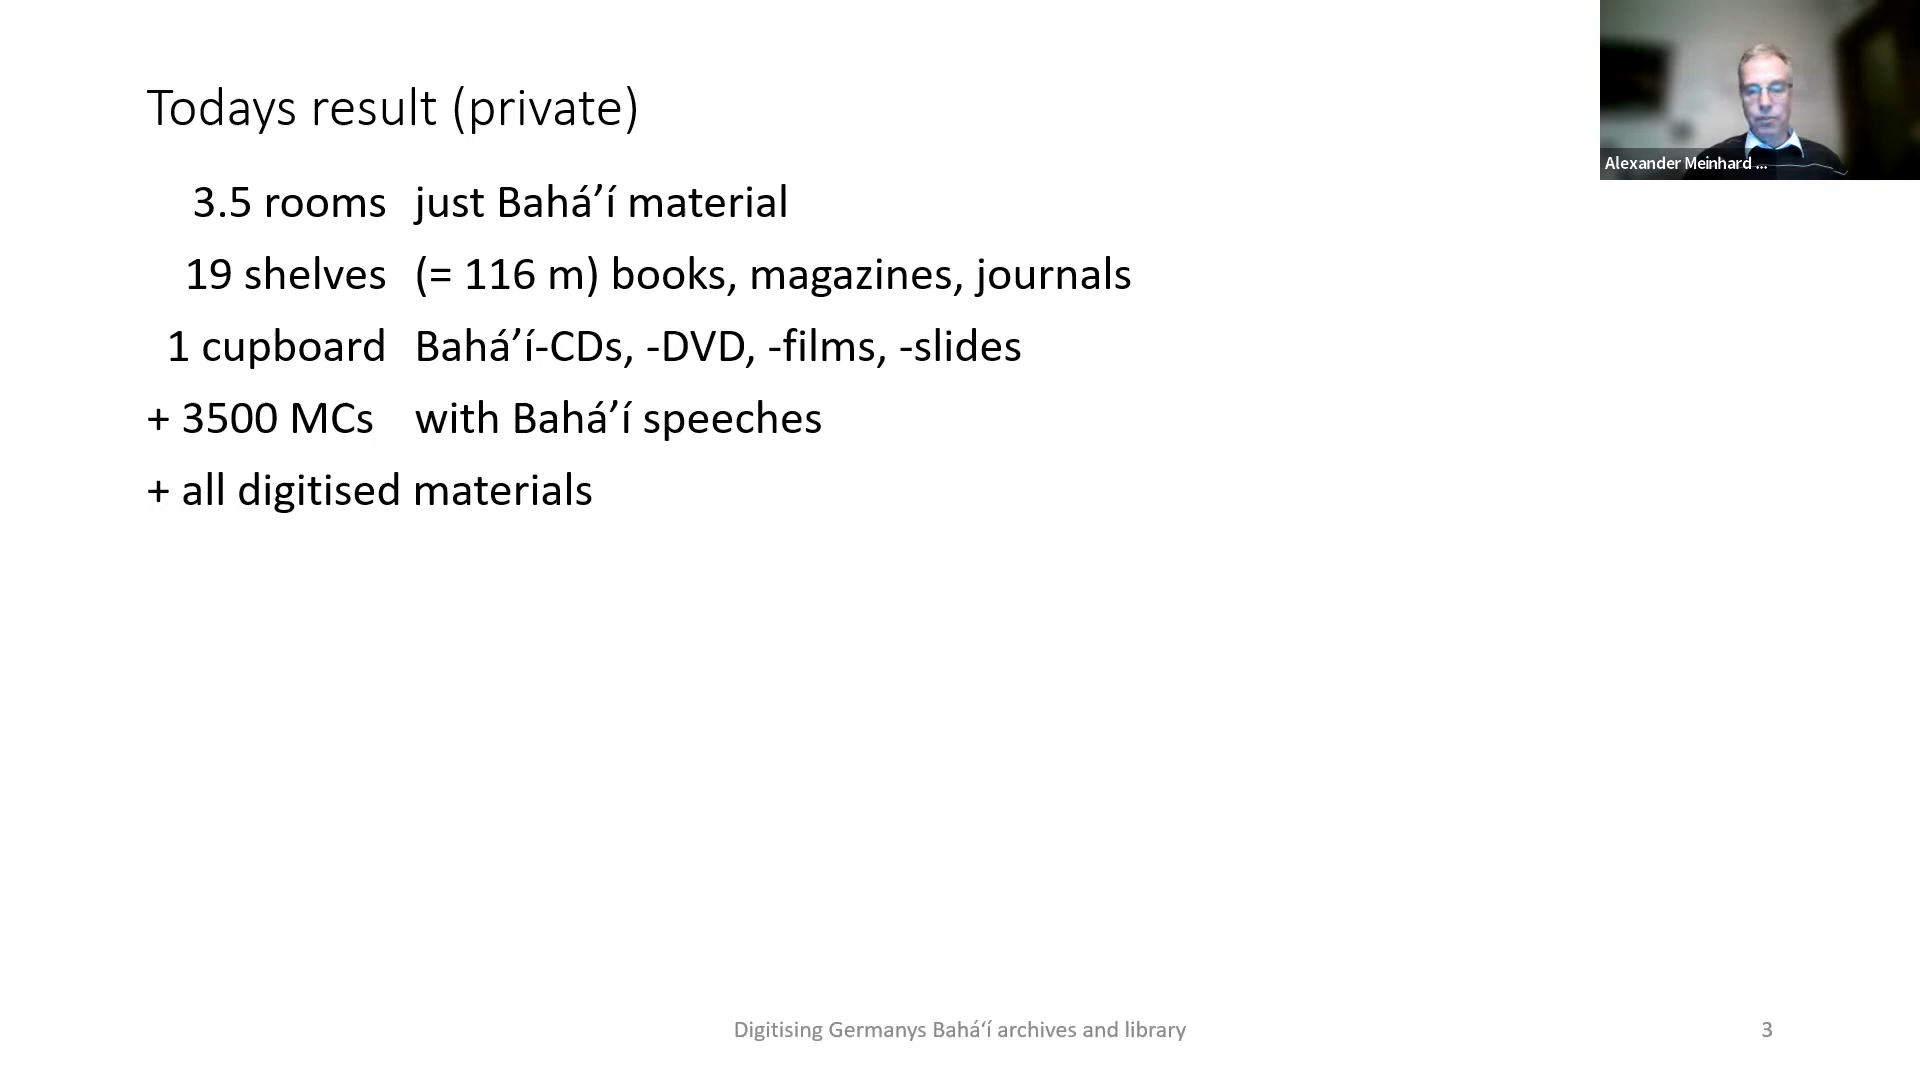 Todays result (private)
3.5 rooms just Bahá’í material
19 shelves (= 116 m) books, magazines, journals
1 cupboard Bahá’í-CDs, -DVD, -films, -slides
+ 3500 MCs with Bahá’í speeches
+ all digitised materials
Alexander Meinhard ...
Digitising Germanys Bahá‘í archives and library
3